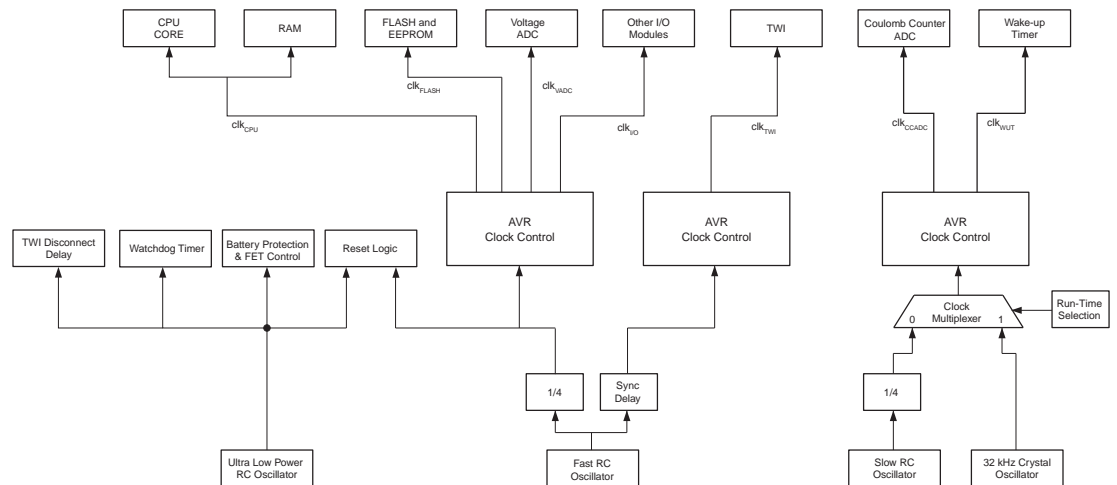 CPU
CORE
RAM
FLASH and
EEPROM
Voltage
ADC
Other I/O
Modules
TWI
Coulomb Counter
ADC
Wake-up
Timer
clkCPU
clkFLASH
clkVADC
clkI/O
clkTWI
clkCCADC
clkWUT
AVR
Clock Control
AVR
Clock Control
AVR
Clock Control
TWI Disconnect
Delay
Watchdog Timer
Battery Protection
& FET Control
Reset Logic
Clock
Multiplexer
0
1
Run-Time
Selection
1/4
Sync
Delay
1/4
Ultra Low Power
RC Oscillator
Fast RC
Oscillator
Slow RC
Oscillator
32 kHz Crystal
Oscillator